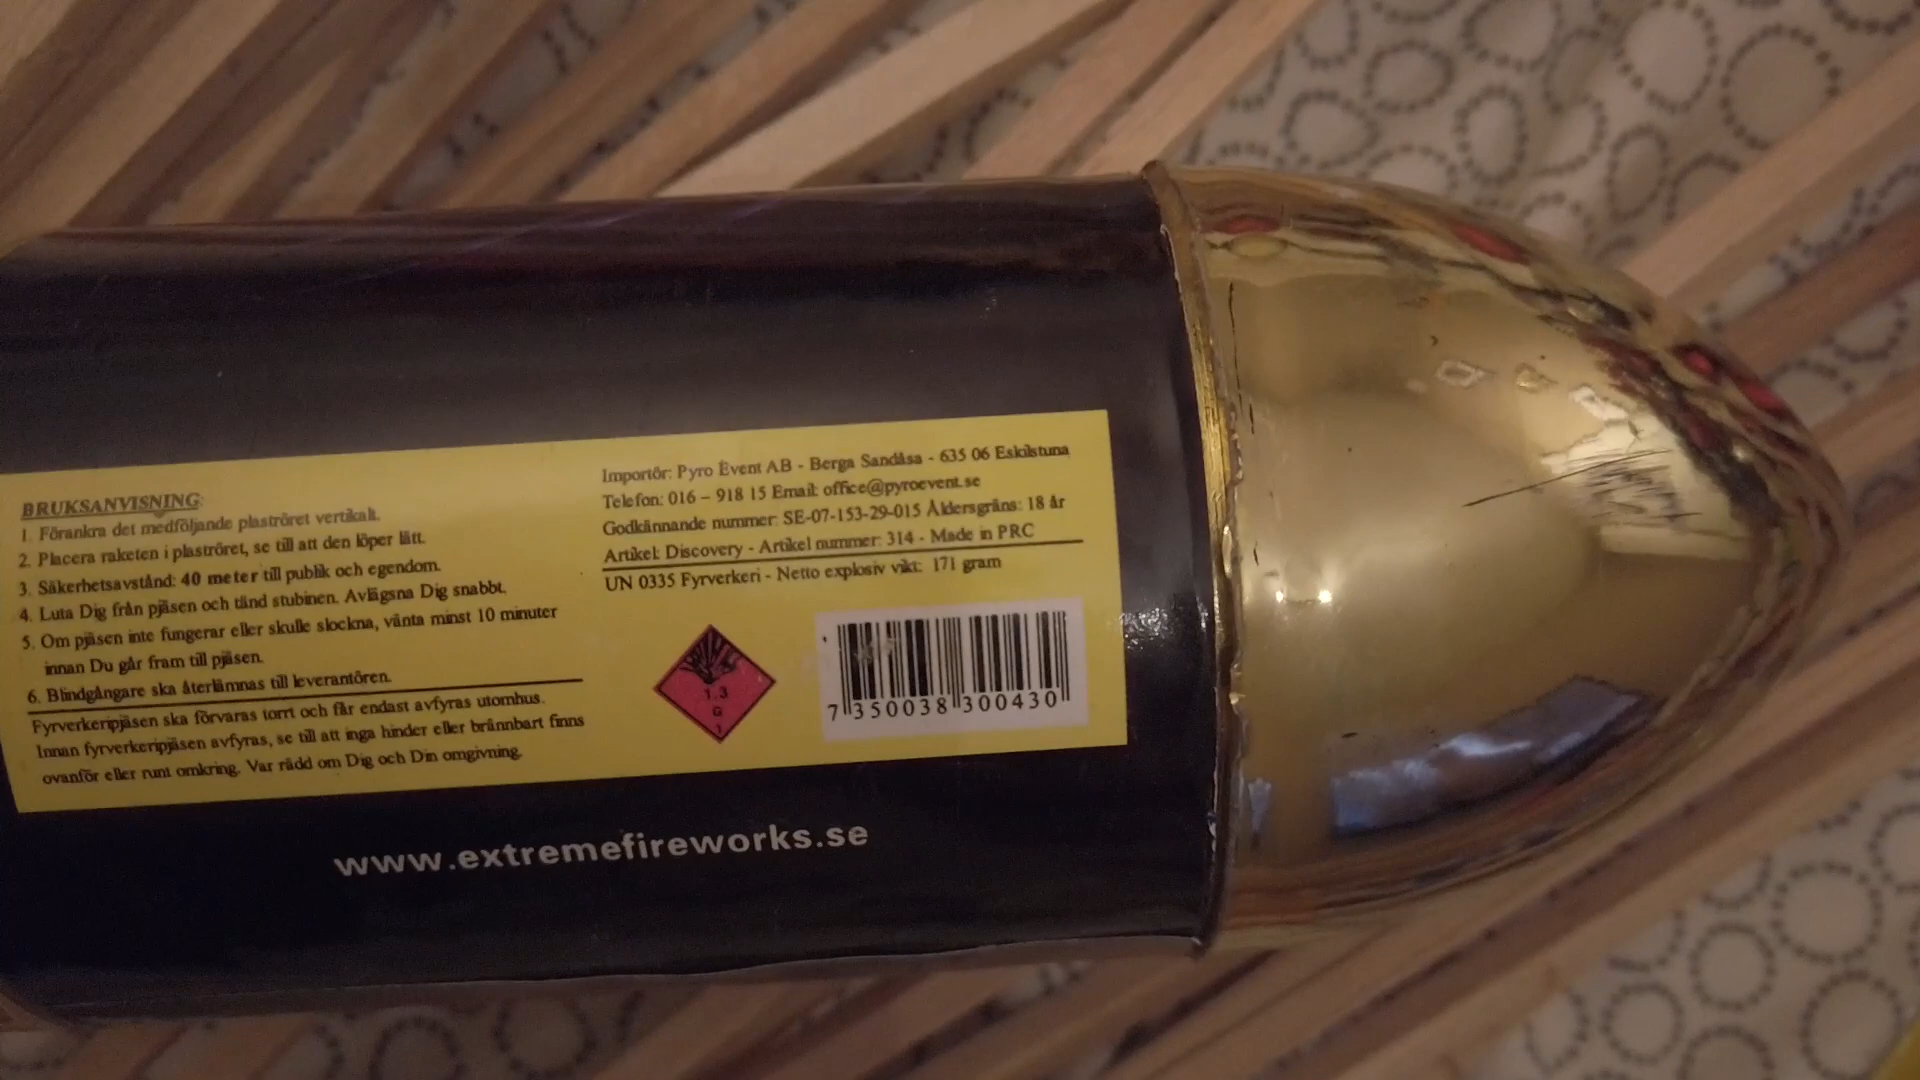 BRUKSANVISNING:
1. Förankra det medföljande plaströret vertikalt.
2. Placera raketen i plaströret, se till att den löper lätt.
3. Säkerhetsavstånd: 40 meter till publik och egendom.
4. Luta Dig från pjäsen och tänd stubinen. Avlägsna Dig snabbt.
5. Om pjäsen inte fungerar eller skulle slockna, vänta minst 10 minuter
innan Du går fram till pjäsen.
6. Blindgångare ska återlämnas till leverantören.
Fyrverkeripjäsen ska förvaras torrt och får endast avfyras utomhus.
Innan fyrverkeripjäsen avfyras, se till att inga hinder eller brännbart finns
ovanför eller runt omkring. Var rädd om Dig och Din omgivning.
Importör: Pyro Event AB - Berga Sandåsa - 635 06 Eskilstuna
Telefon: 016 – 918 15 Email: office@pyroevent.se
Godkännande nummer: SE-07-153-29-015 Åldersgräns: 18 år
Artikel: Discovery - Artikel nummer: 314 - Made in PRC
UN 0335 Fyrverkeri - Netto explosiv vikt: 171 gram
1.3
G
1
7 350038 300430
www.extremefireworks.se